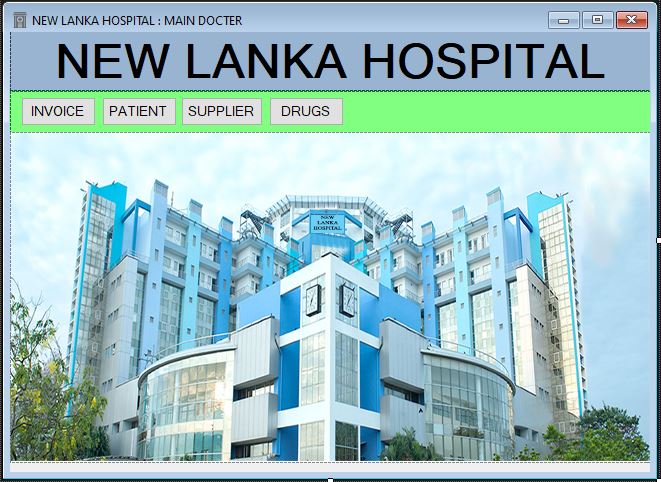 NEW LANKA HOSPITAL : MAIN DOCTER
NEW LANKA HOSPITAL
INVOICE PATIENT SUPPLIER DRUGS
NEW
LANKA
HOSPITAL